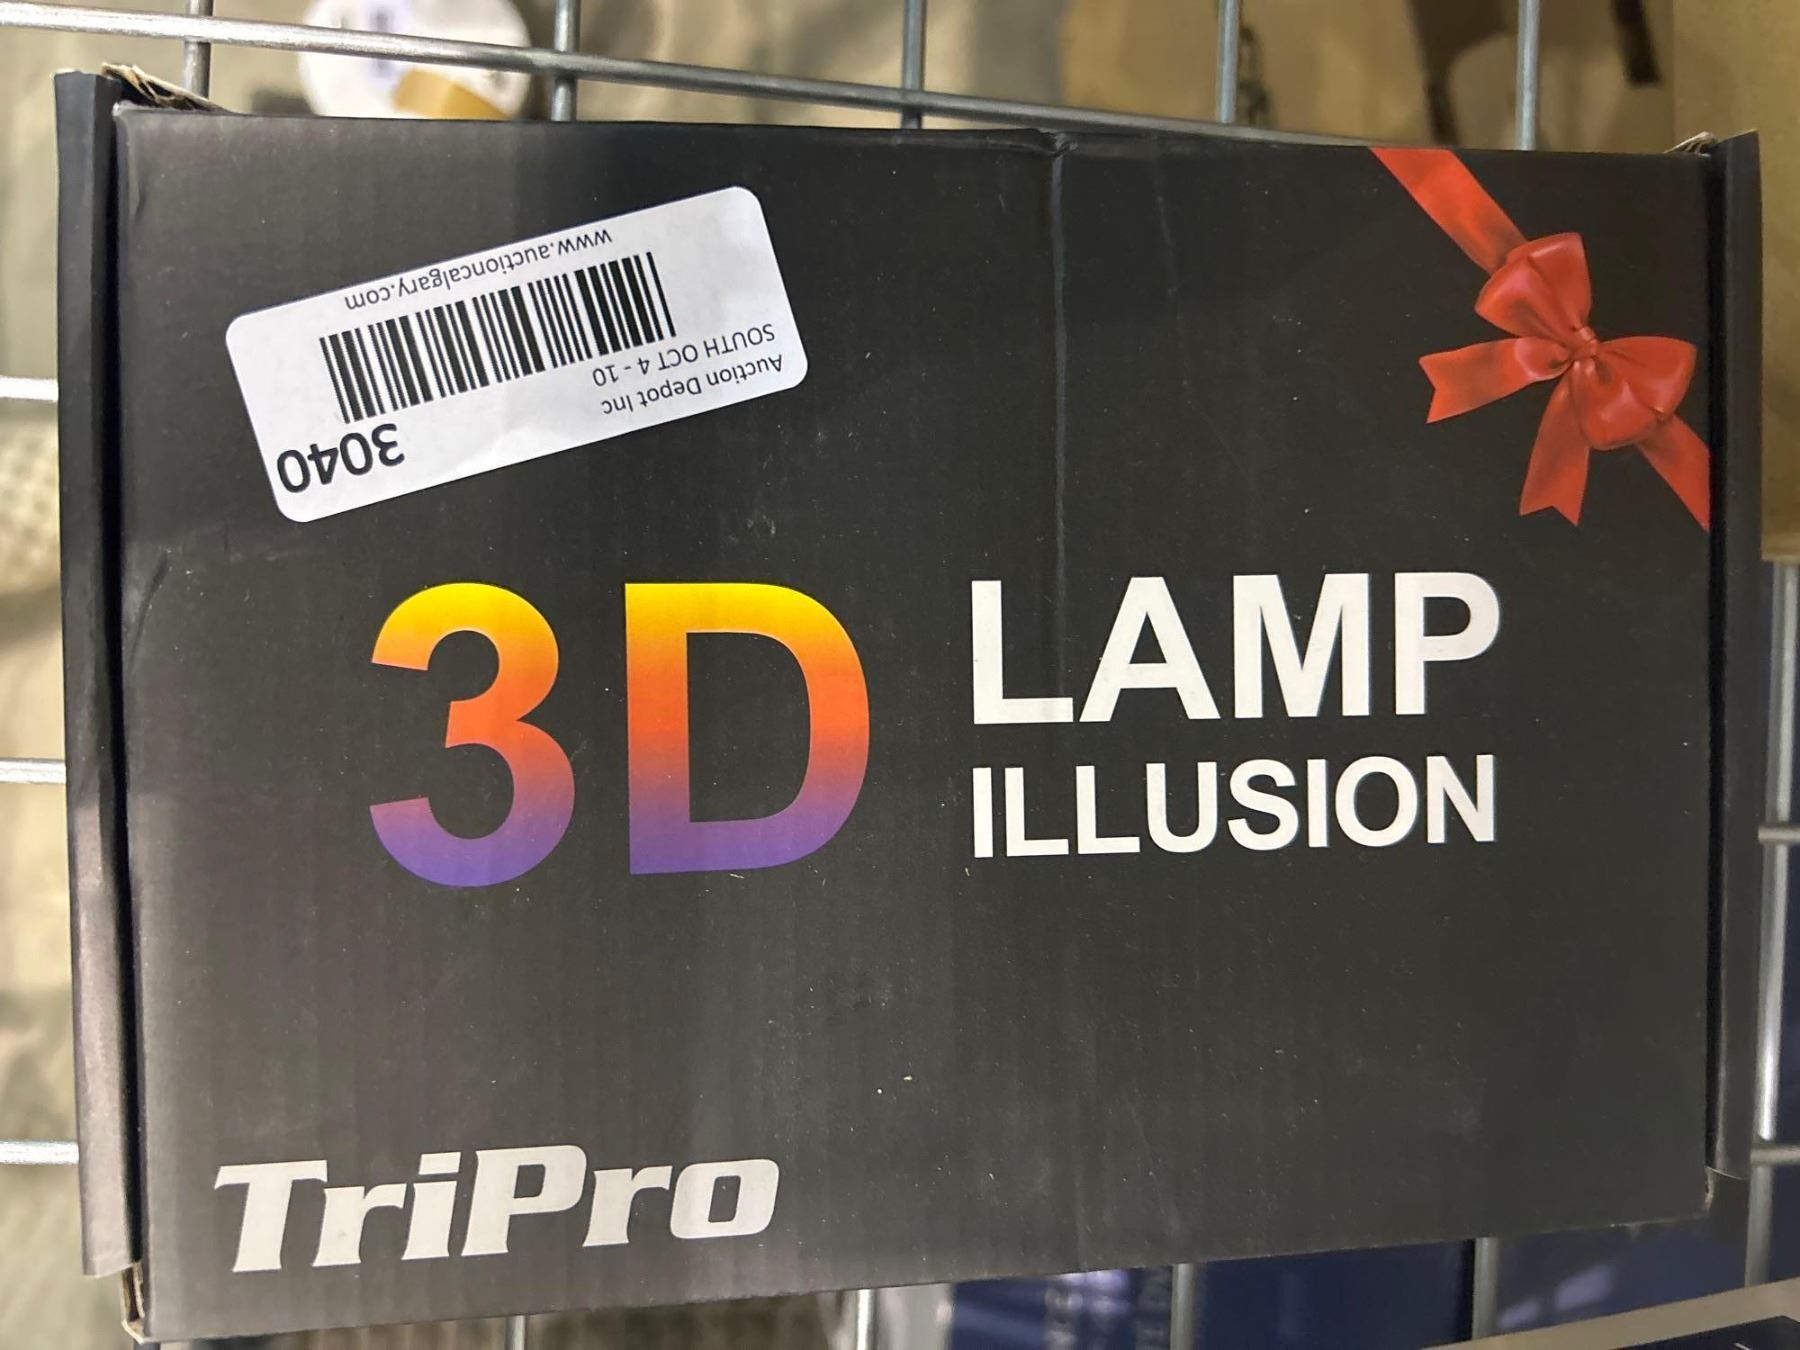 Auction Depot Inc
SOUTH OCT 4 - 10
3040
www.auctioncalgary.com
3D
LAMP
ILLUSION
TriPro